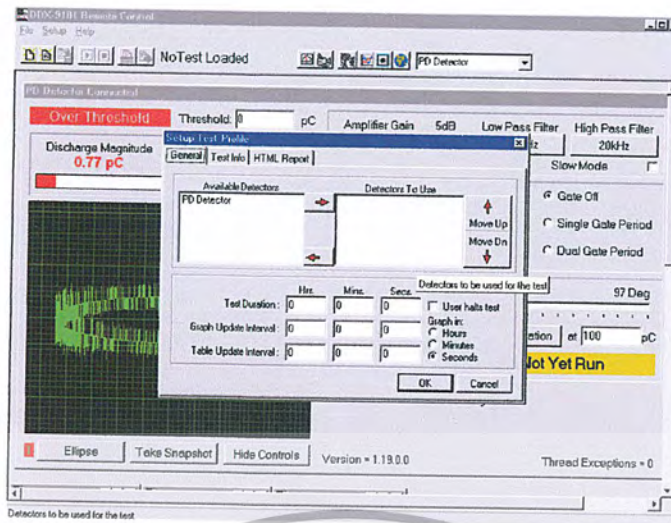 DDX-9101 Remote Control
File Setup Help
NoTest Loaded
PD Detector
PD Detector Connected
Over Threshold
Threshold: 0 pC
Amplifier Gain 5dB
Low Pass Filter
High Pass Filter
Hz
20kHz
Discharge Magnitude
0.77 pC
Slow Mode
Gate Off
Single Gate Period
Dual Gate Period
97 Deg
at 100 pC
Not Yet Run
Setup Test Profile
General
Test Info
HTML Report
Available Detectors
Detectors To Use
PD Detector
Move Up
Move Dn
Detectors to be used for the test
Hrs. Mins. Secs.
Test Duration: 0 0 0
User halts test
Graph Update Interval: 0 0 0
Graph in:
Hours
Minutes
Seconds
Table Update Interval: 0 0 0
OK
Cancel
Ellipse
Take Snapshot
Hide Controls
Version = 1.19.0.0
Thread Exceptions = 0
Detectors to be used for the test